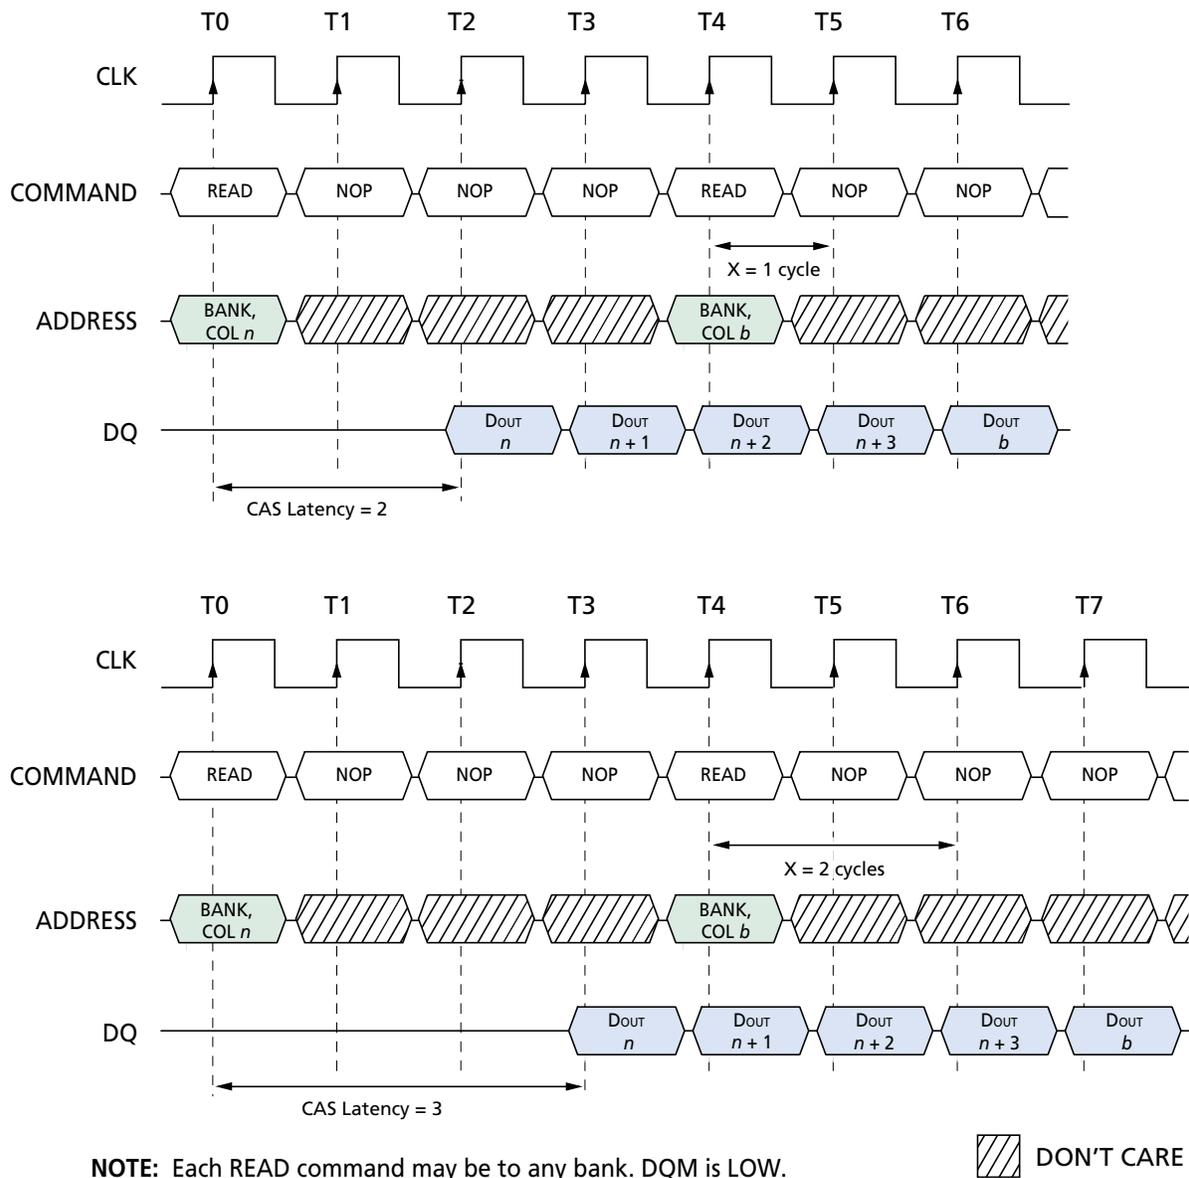 T0 T1 T2 T3 T4 T5 T6
CLK
COMMAND READ NOP NOP NOP READ NOP NOP
X = 1 cycle
ADDRESS BANK, COL n BANK, COL b
DQ DOUT n DOUT n + 1 DOUT n + 2 DOUT n + 3 DOUT b
CAS Latency = 2
T0 T1 T2 T3 T4 T5 T6 T7
CLK
COMMAND READ NOP NOP NOP READ NOP NOP NOP
X = 2 cycles
ADDRESS BANK, COL n BANK, COL b
DQ DOUT n DOUT n + 1 DOUT n + 2 DOUT n + 3 DOUT b
CAS Latency = 3
NOTE: Each READ command may be to any bank. DQM is LOW.
DON'T CARE